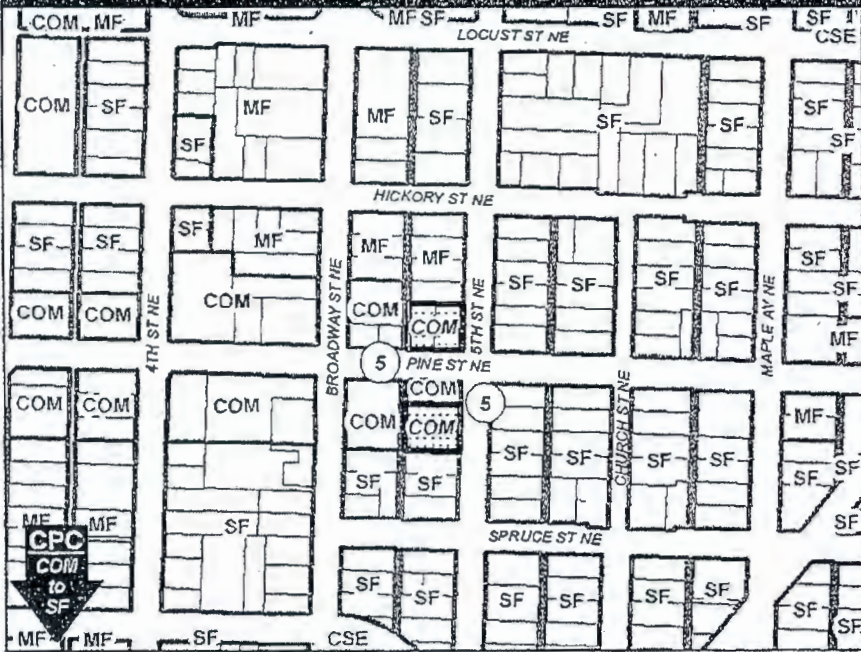 COM MF MF MF SF SF MF SF SF
LOCUST ST NE CSE
COM SF MF SF MF SF SF SF SF SF
HICKORY ST NE
SF SF SF MF MF MF SF SF SF SF SF SF
COM COM COM COM COM MF
4TH ST NE
BROADWAY ST NE
5TH ST NE
MAPLE AV NE
5 PINE ST NE
COM COM COM COM COM COM 5 MF
CHURCH ST NE
SF SF SF SF SF SF SF SF
MF MF SF SF
SPRUCE ST NE
CPC
COM
to
SF
SF SF SF SF SF SF SF SF
MF MF SF CSE